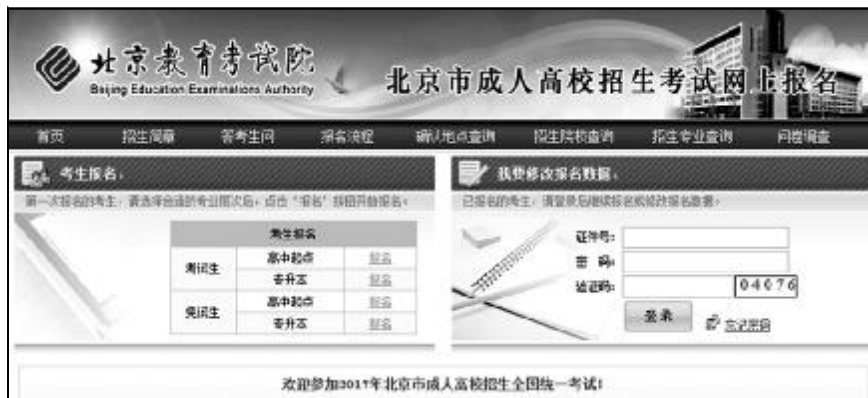 北京教育考试院
Beijing Education Examinations Authority
北京市成人高校招生考试网上报名
首页 招生简章 答考生问 报名流程 确认地点查询 招生院校查询 招生专业查询 问卷调查
考生报名:
第一次报名的考生,请选择合适的专业层次后,点击“报名”按钮开始报名。
考生报名
考试生 高中起点 报名
专升本 报名
免试生 高中起点 报名
专升本 报名
我要修改报名数据:
已报名的考生,请登录后继续报名或修改报名数据。
证件号:
密 码:
验证码: 04076
登录 忘记密码
欢迎参加2017年北京市成人高校招生全国统一考试!